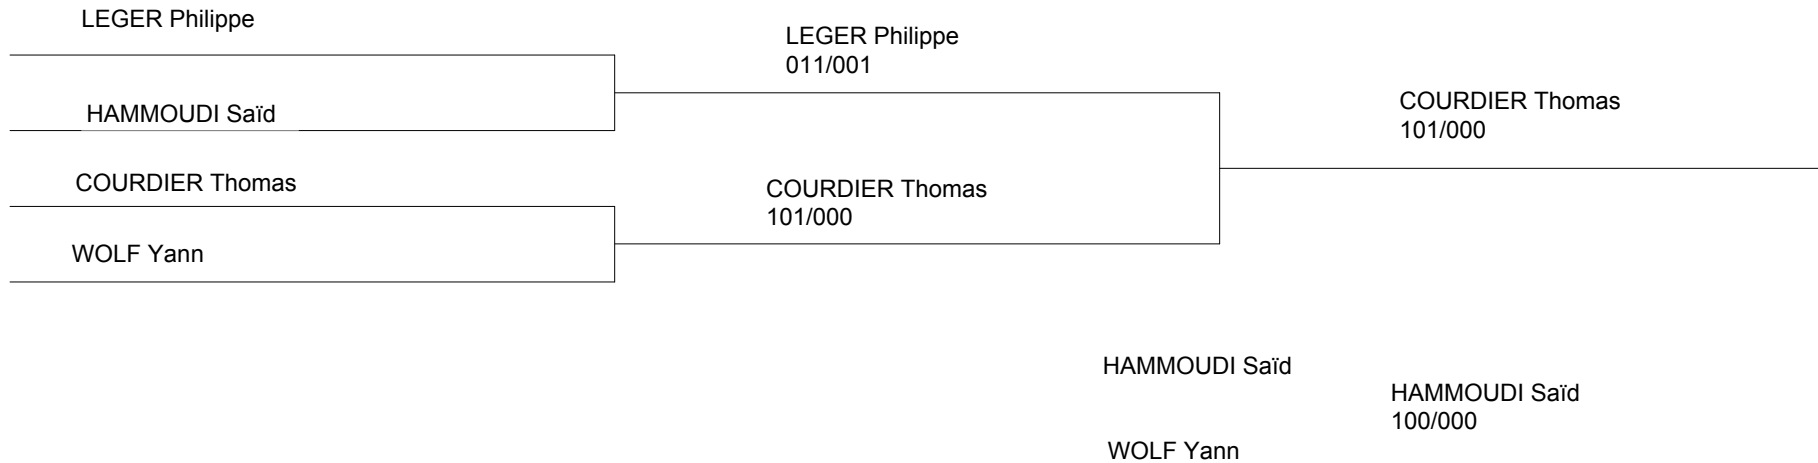 LEGER Philippe
HAMMOUDI Saïd
COURDIER Thomas
WOLF Yann
LEGER Philippe
011/001
COURDIER Thomas
101/000
COURDIER Thomas
101/000
HAMMOUDI Saïd
WOLF Yann
HAMMOUDI Saïd
100/000